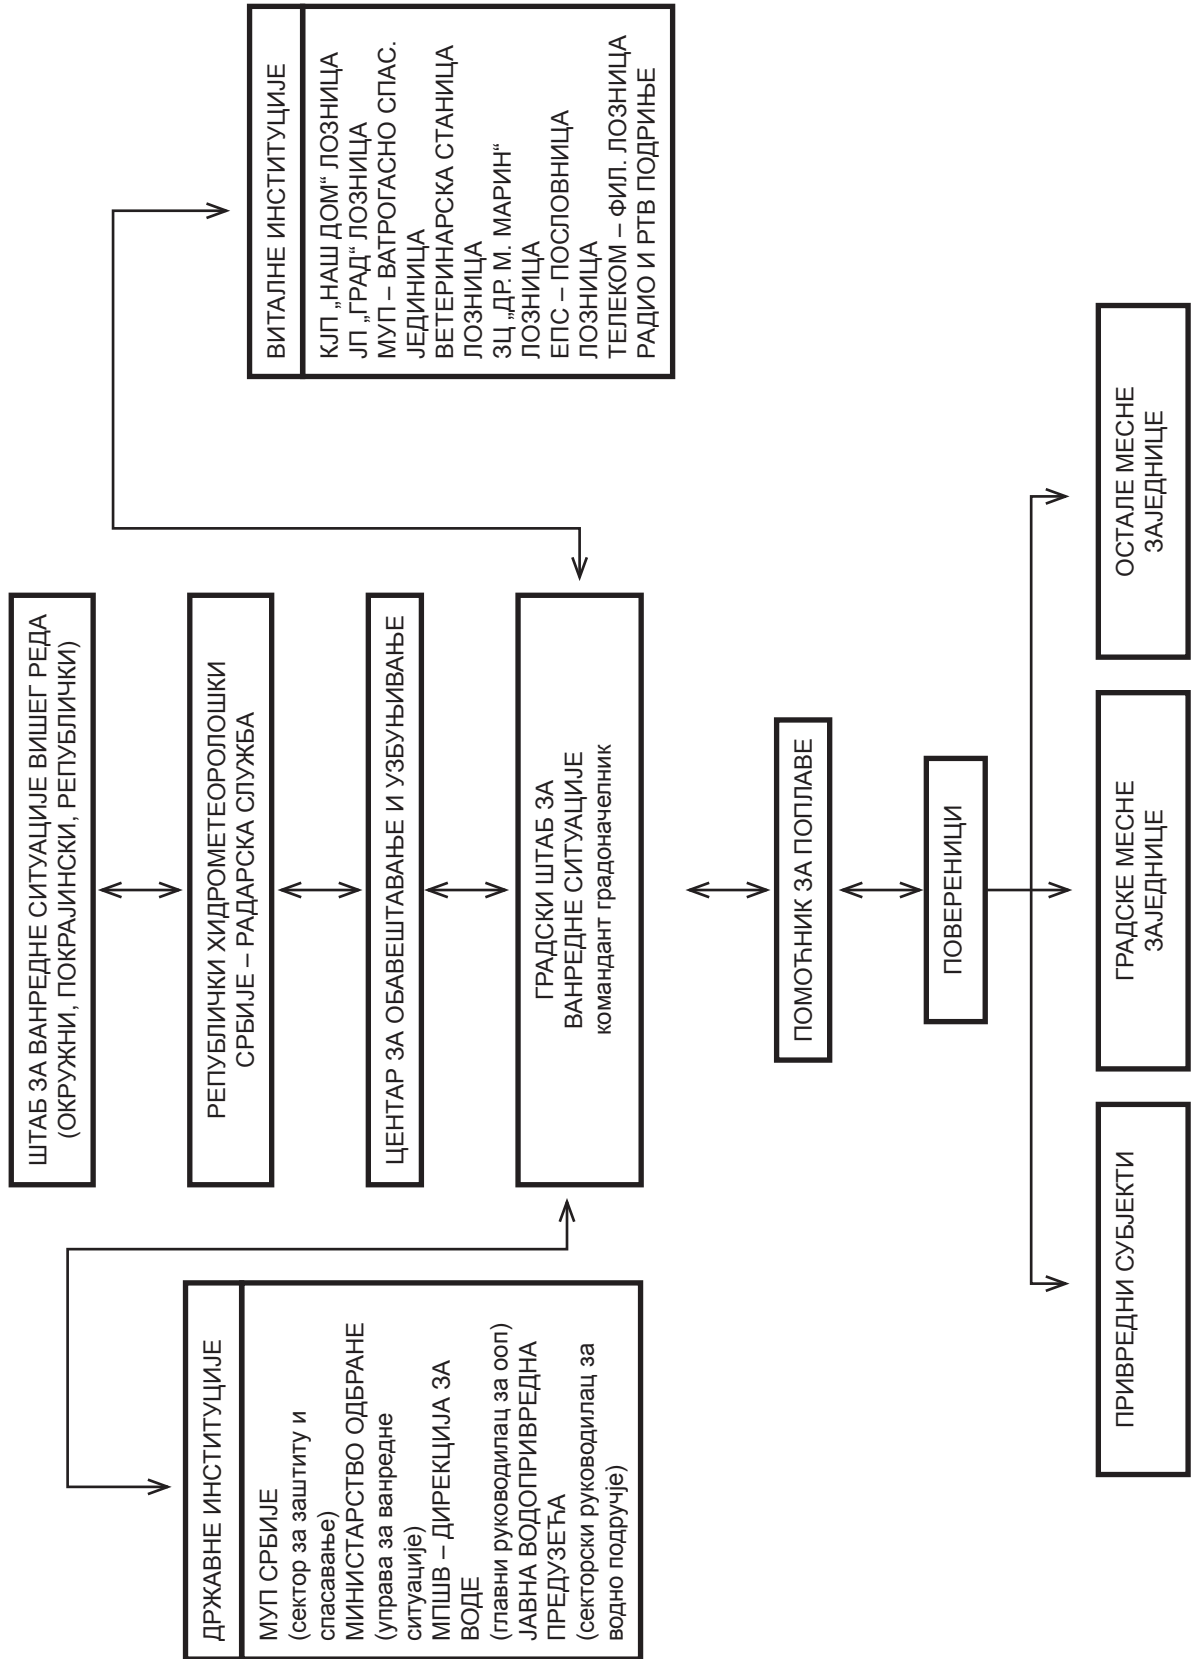 ШТАБ ЗА ВАНРЕДНЕ СИТУАЦИЈЕ ВИШЕГ РЕДА
(ОКРУЖНИ, ПОКРАЈИНСКИ, РЕПУБЛИЧКИ)
РЕПУБЛИЧКИ ХИДРОМЕТЕОРОЛОШКИ
СРБИЈЕ – РАДАРСКА СЛУЖБА
ЦЕНТАР ЗА ОБАВЕШТАВАЊЕ И УЗБУЊИВАЊЕ
ДРЖАВНЕ ИНСТИТУЦИЈЕ
МУП СРБИЈЕ
(сектор за заштиту и
спасавање)
МИНИСТАРСТВО ОДБРАНЕ
(управа за ванредне
ситуације)
МПШВ – ДИРЕКЦИЈА ЗА
ВОДЕ
(главни руководилац за ооп)
ЈАВНА ВОДОПРИВРЕДНА
ПРЕДУЗЕЋА
(секторски руководилац за
водно подручје)
ГРАДСКИ ШТАБ ЗА
ВАНРЕДНЕ СИТУАЦИЈЕ
командант градоначелник
ВИТАЛНЕ ИНСТИТУЦИЈЕ
КЈП „НАШ ДОМ“ ЛОЗНИЦА
ЈП „ГРАД“ ЛОЗНИЦА
МУП – ВАТРОГАСНО СПАС.
ЈЕДИНИЦА
ВЕТЕРИНАРСКА СТАНИЦА
ЛОЗНИЦА
ЗЦ „ДР. М. МАРИН“
ЛОЗНИЦА
ЕПС – ПОСЛОВНИЦА
ЛОЗНИЦА
ТЕЛЕКОМ – ФИЛ. ЛОЗНИЦА
РАДИО И РТВ ПОДРИЊЕ
ПОМОЋНИК ЗА ПОПЛАВЕ
ПОВЕРЕНИЦИ
ПРИВРЕДНИ СУБЈЕКТИ
ГРАДСКЕ МЕСНЕ
ЗАЈЕДНИЦЕ
ОСТАЛЕ МЕСНЕ
ЗАЈЕДНИЦЕ